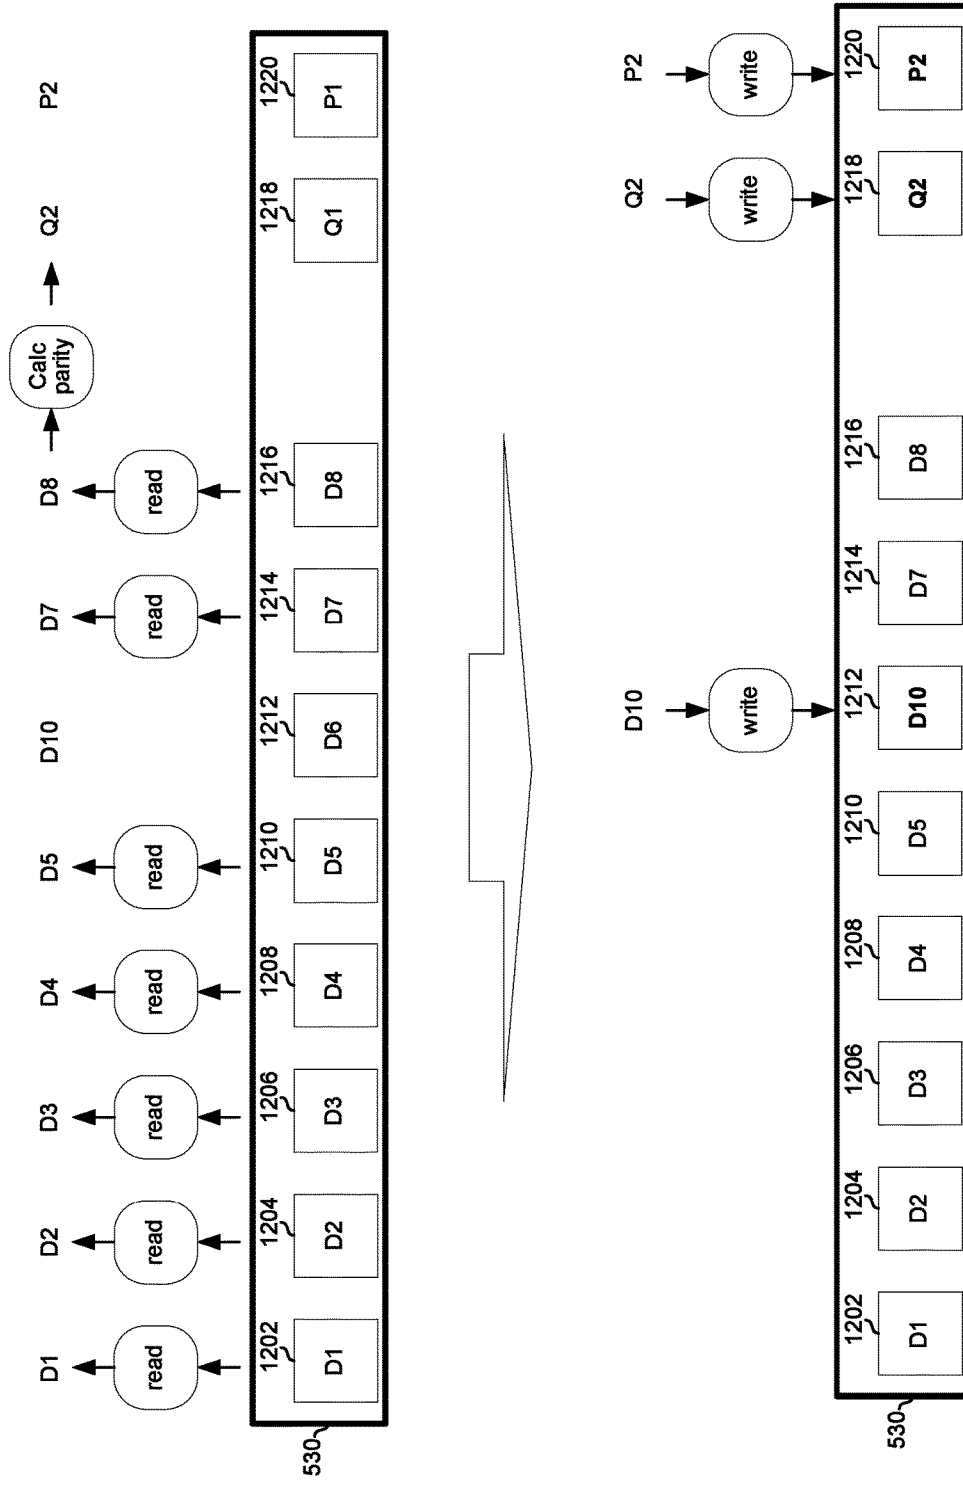 D1 D2 D3 D4 D5 D10 D7 D8 Calc parity Q2 P2
read read read read read read read
1202 1204 1206 1208 1210 1212 1214 1216 1218 1220
D1 D2 D3 D4 D5 D6 D7 D8 Q1 P1
530
D10 Q2 P2
write write write
1202 1204 1206 1208 1210 1212 1214 1216 1218 1220
D1 D2 D3 D4 D5 D10 D7 D8 Q2 P2
530